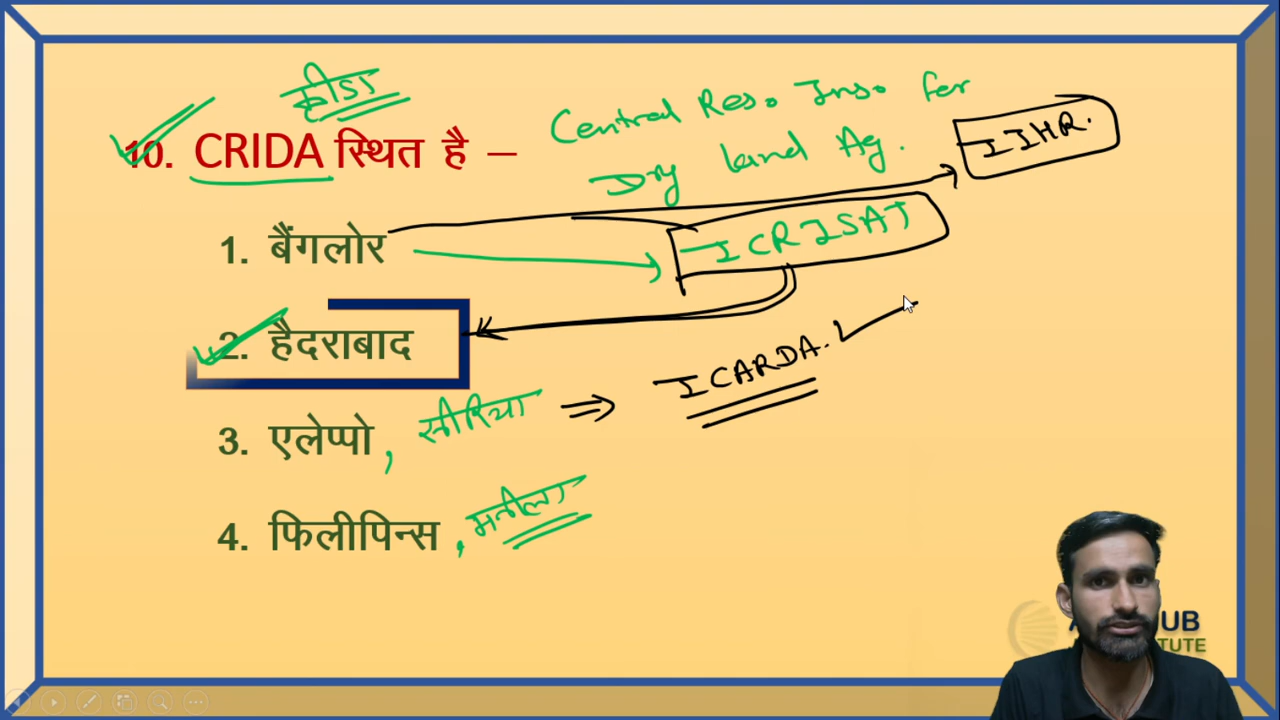 क्रीडा
10. CRIDA स्थित है –
Central Res. Ins. for
Dry land Ag.
IIHR.
1. बैंगलोर
ICRISAT
2. हैदराबाद
ICARDA.
3. एलेप्पो, सीरिया ⇒
4. फिलीपिन्स, मनीला
UB
TUTE